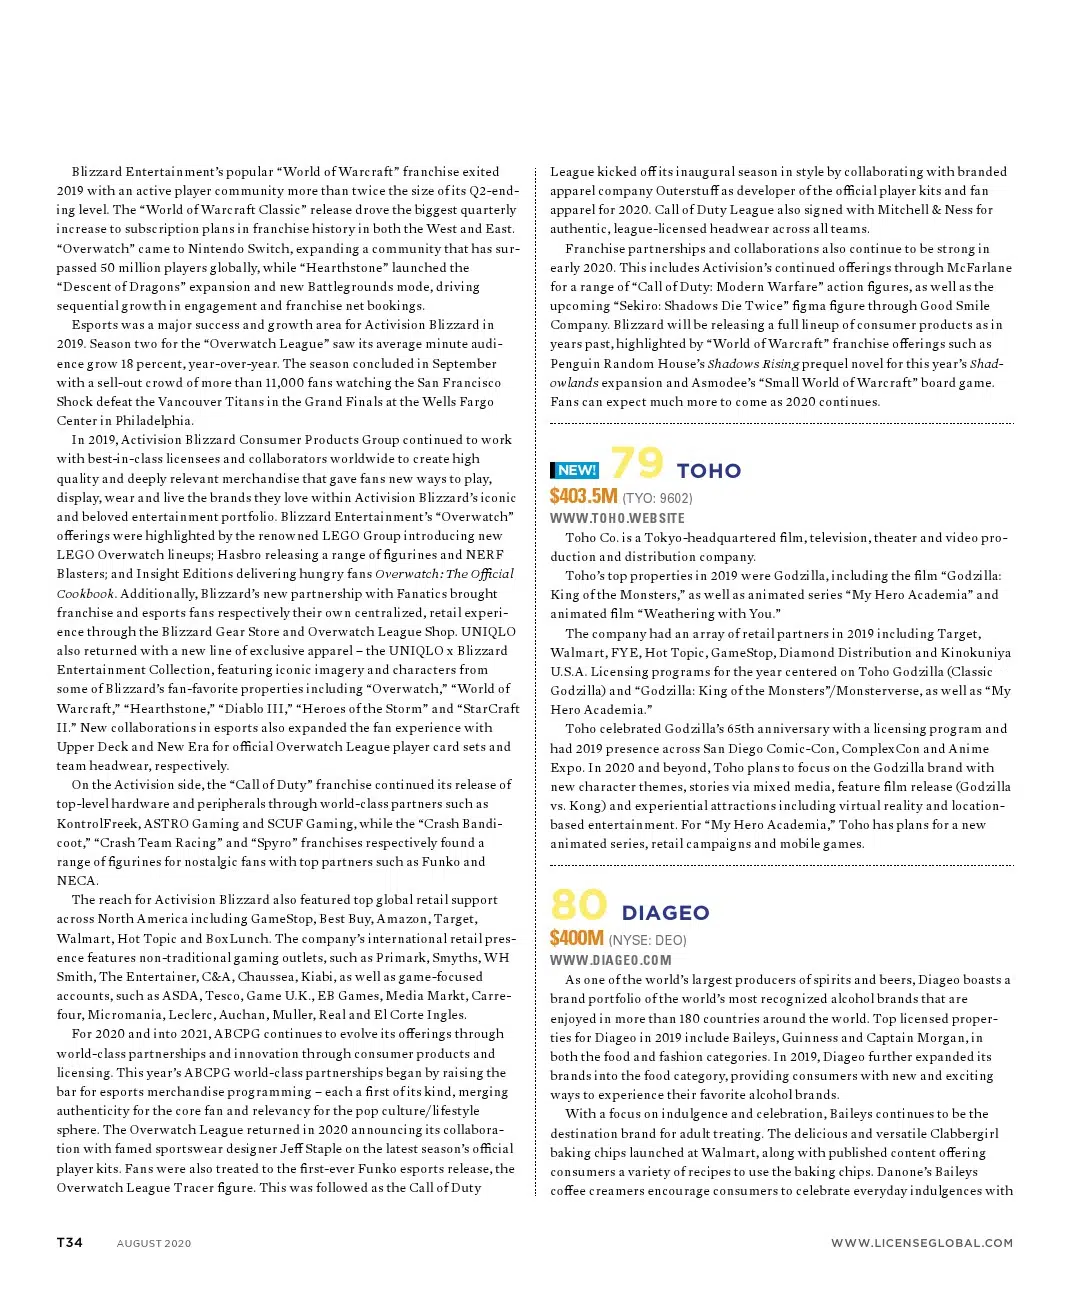 Blizzard Entertainment’s popular “World of Warcraft” franchise exited
2019 with an active player community more than twice the size of its Q2-end-
ing level. The “World of Warcraft Classic” release drove the biggest quarterly
increase to subscription plans in franchise history in both the West and East.
“Overwatch” came to Nintendo Switch, expanding a community that has sur-
passed 50 million players globally, while “Hearthstone” launched the
“Descent of Dragons” expansion and new Battlegrounds mode, driving
sequential growth in engagement and franchise net bookings.
Esports was a major success and growth area for Activision Blizzard in
2019. Season two for the “Overwatch League” saw its average minute audi-
ence grow 18 percent, year-over-year. The season concluded in September
with a sell-out crowd of more than 11,000 fans watching the San Francisco
Shock defeat the Vancouver Titans in the Grand Finals at the Wells Fargo
Center in Philadelphia.
In 2019, Activision Blizzard Consumer Products Group continued to work
with best-in-class licensees and collaborators worldwide to create high
quality and deeply relevant merchandise that gave fans new ways to play,
display, wear and live the brands they love within Activision Blizzard’s iconic
and beloved entertainment portfolio. Blizzard Entertainment’s “Overwatch”
offerings were highlighted by the renowned LEGO Group introducing new
LEGO Overwatch lineups; Hasbro releasing a range of figurines and NERF
Blasters; and Insight Editions delivering hungry fans Overwatch: The Official
Cookbook. Additionally, Blizzard’s new partnership with Fanatics brought
franchise and esports fans respectively their own centralized, retail experi-
ence through the Blizzard Gear Store and Overwatch League Shop. UNIQLO
also returned with a new line of exclusive apparel – the UNIQLO x Blizzard
Entertainment Collection, featuring iconic imagery and characters from
some of Blizzard’s fan-favorite properties including “Overwatch,” “World of
Warcraft,” “Hearthstone,” “Diablo III,” “Heroes of the Storm” and “StarCraft
II.” New collaborations in esports also expanded the fan experience with
Upper Deck and New Era for official Overwatch League player card sets and
team headwear, respectively.
On the Activision side, the “Call of Duty” franchise continued its release of
top-level hardware and peripherals through world-class partners such as
KontrolFreek, ASTRO Gaming and SCUF Gaming, while the “Crash Bandi-
coot,” “Crash Team Racing” and “Spyro” franchises respectively found a
range of figurines for nostalgic fans with top partners such as Funko and
NECA.
The reach for Activision Blizzard also featured top global retail support
across North America including GameStop, Best Buy, Amazon, Target,
Walmart, Hot Topic and BoxLunch. The company’s international retail pres-
ence features non-traditional gaming outlets, such as Primark, Smyths, WH
Smith, The Entertainer, C&A, Chaussea, Kiabi, as well as game-focused
accounts, such as ASDA, Tesco, Game U.K., EB Games, Media Markt, Carre-
four, Micromania, Leclerc, Auchan, Muller, Real and El Corte Ingles.
For 2020 and into 2021, ABCPG continues to evolve its offerings through
world-class partnerships and innovation through consumer products and
licensing. This year’s ABCPG world-class partnerships began by raising the
bar for esports merchandise programming – each a first of its kind, merging
authenticity for the core fan and relevancy for the pop culture/lifestyle
sphere. The Overwatch League returned in 2020 announcing its collabora-
tion with famed sportswear designer Jeff Staple on the latest season’s official
player kits. Fans were also treated to the first-ever Funko esports release, the
Overwatch League Tracer figure. This was followed as the Call of Duty
League kicked off its inaugural season in style by collaborating with branded
apparel company Outerstuff as developer of the official player kits and fan
apparel for 2020. Call of Duty League also signed with Mitchell & Ness for
authentic, league-licensed headwear across all teams.
Franchise partnerships and collaborations also continue to be strong in
early 2020. This includes Activision’s continued offerings through McFarlane
for a range of “Call of Duty: Modern Warfare” action figures, as well as the
upcoming “Sekiro: Shadows Die Twice” figma figure through Good Smile
Company. Blizzard will be releasing a full lineup of consumer products as in
years past, highlighted by “World of Warcraft” franchise offerings such as
Penguin Random House’s Shadows Rising prequel novel for this year’s Shad-
owlands expansion and Asmodee’s “Small World of Warcraft” board game.
Fans can expect much more to come as 2020 continues.
NEW! 79 TOHO
$403.5M (TYO: 9602)
WWW.TOHO.WEBSITE
Toho Co. is a Tokyo-headquartered film, television, theater and video pro-
duction and distribution company.
Toho’s top properties in 2019 were Godzilla, including the film “Godzilla:
King of the Monsters,” as well as animated series “My Hero Academia” and
animated film “Weathering with You.”
The company had an array of retail partners in 2019 including Target,
Walmart, FYE, Hot Topic, GameStop, Diamond Distribution and Kinokuniya
U.S.A. Licensing programs for the year centered on Toho Godzilla (Classic
Godzilla) and “Godzilla: King of the Monsters”/Monsterverse, as well as “My
Hero Academia.”
Toho celebrated Godzilla’s 65th anniversary with a licensing program and
had 2019 presence across San Diego Comic-Con, ComplexCon and Anime
Expo. In 2020 and beyond, Toho plans to focus on the Godzilla brand with
new character themes, stories via mixed media, feature film release (Godzilla
vs. Kong) and experiential attractions including virtual reality and location-
based entertainment. For “My Hero Academia,” Toho has plans for a new
animated series, retail campaigns and mobile games.
80 DIAGEO
$400M (NYSE: DEO)
WWW.DIAGEO.COM
As one of the world’s largest producers of spirits and beers, Diageo boasts a
brand portfolio of the world’s most recognized alcohol brands that are
enjoyed in more than 180 countries around the world. Top licensed proper-
ties for Diageo in 2019 include Baileys, Guinness and Captain Morgan, in
both the food and fashion categories. In 2019, Diageo further expanded its
brands into the food category, providing consumers with new and exciting
ways to experience their favorite alcohol brands.
With a focus on indulgence and celebration, Baileys continues to be the
destination brand for adult treating. The delicious and versatile Clabbergirl
baking chips launched at Walmart, along with published content offering
consumers a variety of recipes to use the baking chips. Danone’s Baileys
coffee creamers encourage consumers to celebrate everyday indulgences with
T34 AUGUST 2020
WWW.LICENSEGLOBAL.COM